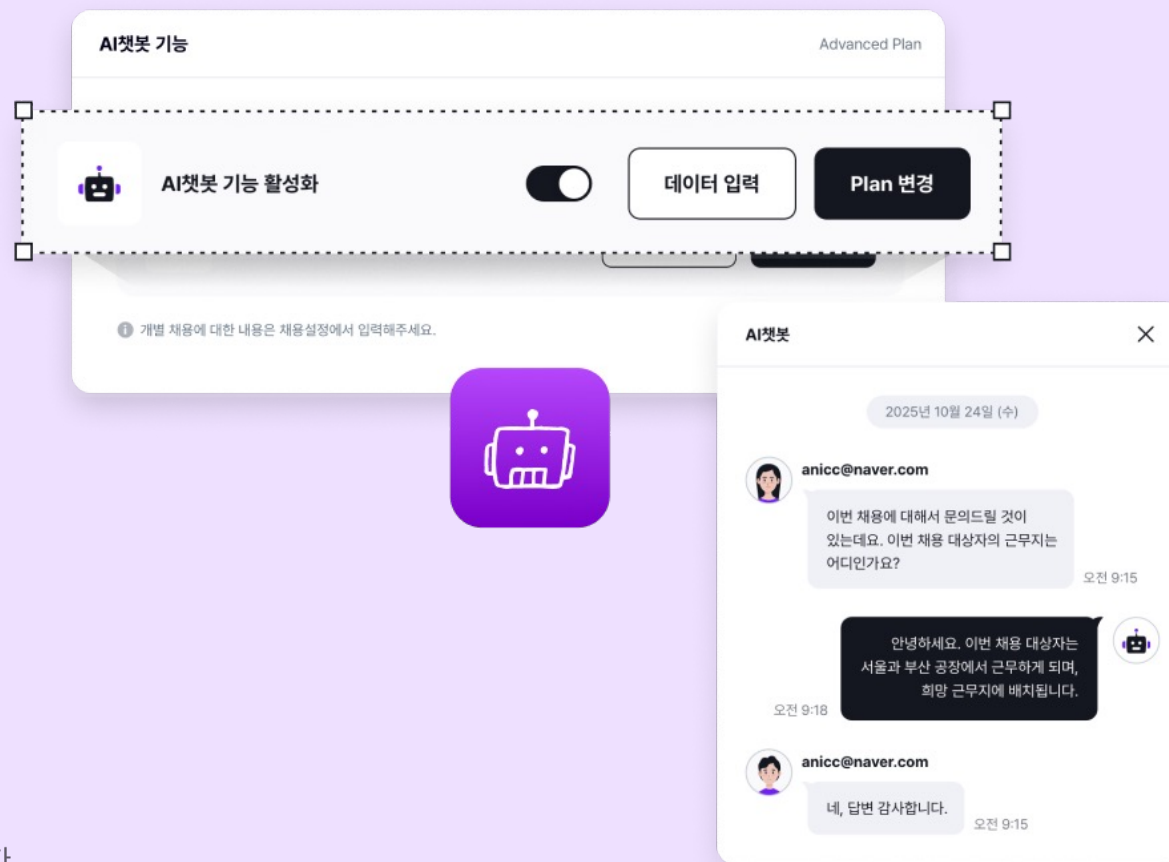 AI챗봇 기능
Advanced Plan
AI챗봇 기능 활성화
데이터 입력
Plan 변경
개별 채용에 대한 내용은 채용설정에서 입력해주세요.
AI챗봇
2025년 10월 24일 (수)
anicc@naver.com
이번 채용에 대해서 문의드릴 것이
있는데요. 이번 채용 대상자의 근무지는
어디인가요?
오전 9:15
안녕하세요. 이번 채용 대상자는
서울과 부산 공장에서 근무하게 되며,
희망 근무지에 배치됩니다.
오전 9:18
anicc@naver.com
네, 답변 감사합니다.
오전 9:15